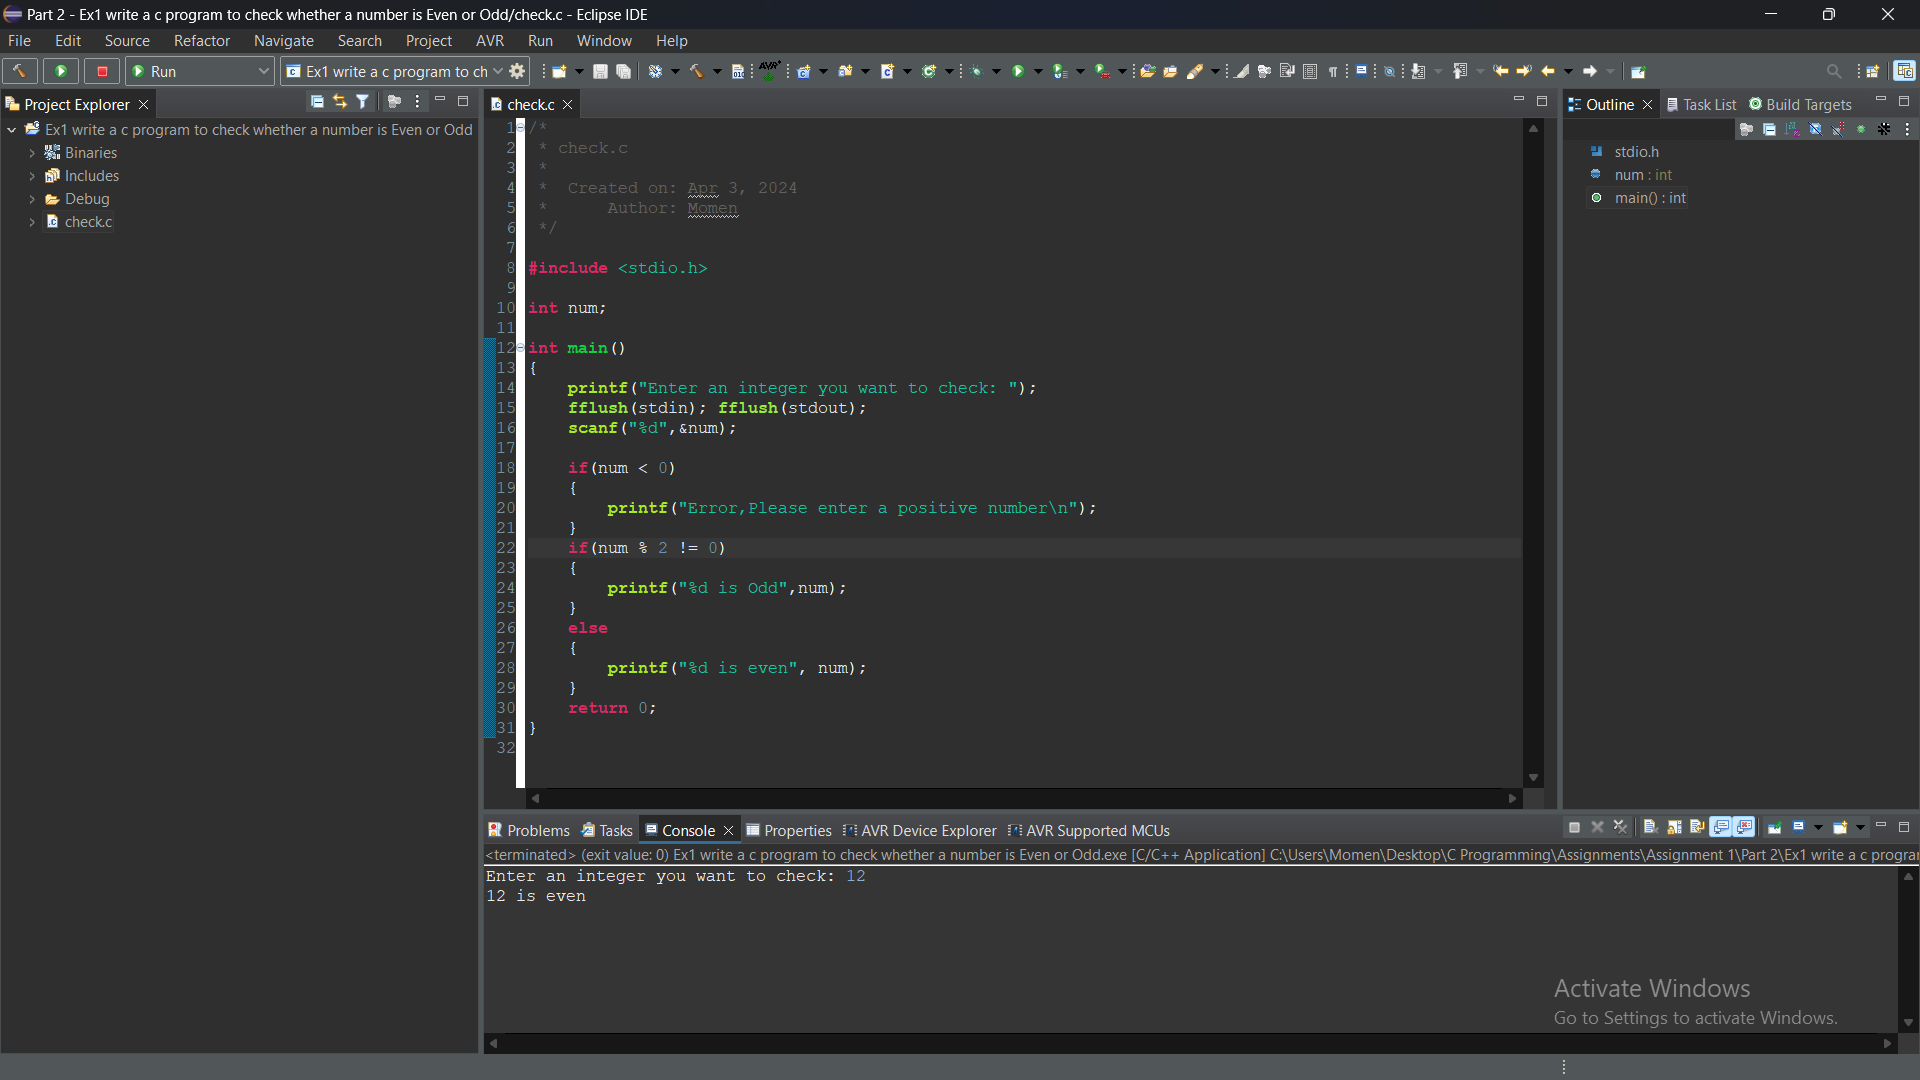 Part 2 - Ex1 write a c program to check whether a number is Even or Odd/check.c - Eclipse IDE
File Edit Source Refactor Navigate Search Project AVR Run Window Help
Run Ex1 write a c program to ch
Project Explorer
Ex1 write a c program to check whether a number is Even or Odd
Binaries
Includes
Debug
check.c
check.c
1 /*
2 * check.c
3 *
4 * Created on: Apr 3, 2024
5 * Author: Momen
6 */
7
8 #include <stdio.h>
9
10 int num;
11
12 int main()
13 {
14 printf("Enter an integer you want to check: ");
15 fflush(stdin); fflush(stdout);
16 scanf("%d",&num);
17
18 if(num < 0)
19 {
20 printf("Error,Please enter a positive number\n");
21 }
22 if(num % 2 != 0)
23 {
24 printf("%d is Odd",num);
25 }
26 else
27 {
28 printf("%d is even", num);
29 }
30 return 0;
31 }
32
Outline Task List Build Targets
stdio.h
num : int
main() : int
Problems Tasks Console Properties AVR Device Explorer AVR Supported MCUs
<terminated> (exit value: 0) Ex1 write a c program to check whether a number is Even or Odd.exe [C/C++ Application] C:\Users\Momen\Desktop\C Programming\Assignments\Assignment 1\Part 2\Ex1 write a c progra
Enter an integer you want to check: 12
12 is even
Activate Windows
Go to Settings to activate Windows.